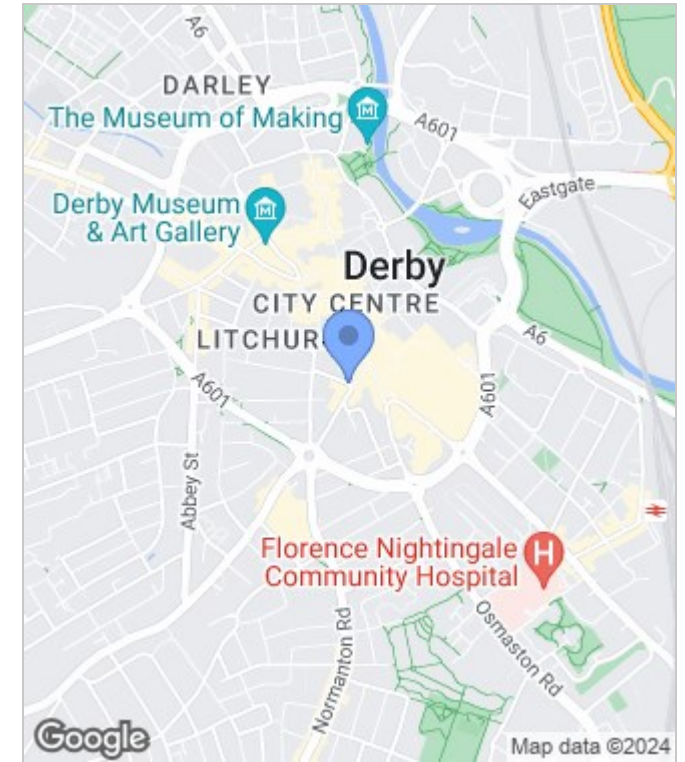 A6
DARLEY
The Museum of Making
A601
Eastgate
Derby Museum
& Art Gallery
Derby
CITY CENTRE
LITCHUR
A6
A601
A601
Abbey St
Florence Nightingale
Community Hospital
H
Osmaston Rd
Normanton Rd
Google
Map data ©2024